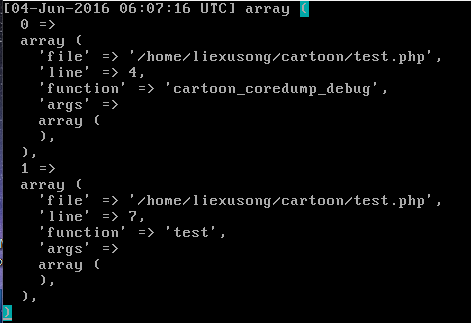 [04-Jun-2016 06:07:16 UTC] array (
  0 =>
  array (
    'file' => '/home/liexusong/cartoon/test.php',
    'line' => 4,
    'function' => 'cartoon_coredump_debug',
    'args' =>
    array (
    ),
  ),
  1 =>
  array (
    'file' => '/home/liexusong/cartoon/test.php',
    'line' => 7,
    'function' => 'test',
    'args' =>
    array (
    ),
  ),
)